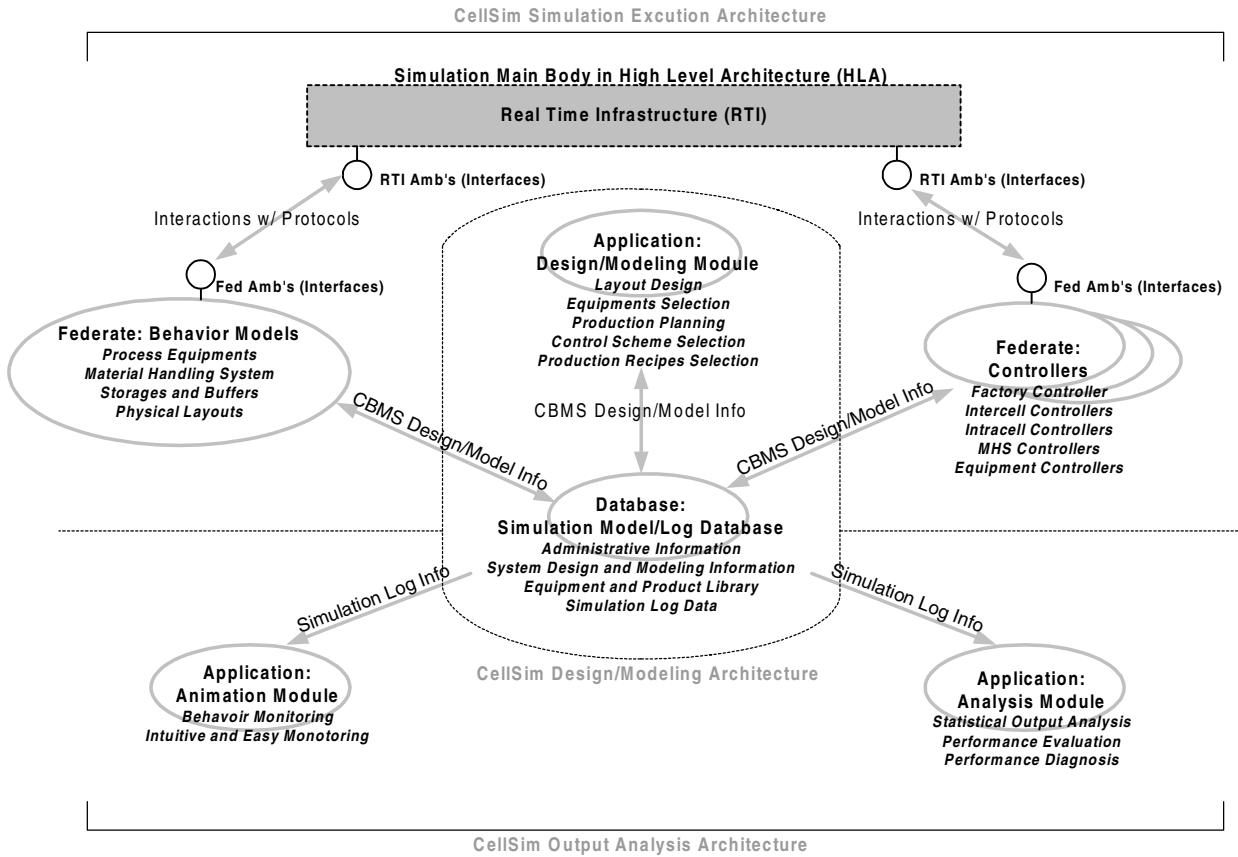 CellSim Simulation Excution Architecture
Simulation Main Body in High Level Architecture (HLA)
Real Time Infrastructure (RTI)
RTI Amb's (Interfaces)
RTI Amb's (Interfaces)
Interactions w/ Protocols
Interactions w/ Protocols
Fed Amb's (Interfaces)
Fed Amb's (Interfaces)
Application:
Design/Modeling Module
Layout Design
Equipments Selection
Production Planning
Control Scheme Selection
Production Recipes Selection
Federate: Behavior Models
Process Equipments
Material Handling System
Storages and Buffers
Physical Layouts
Federate:
Controllers
Factory Controller
Intercell Controllers
Intracell Controllers
MHS Controllers
Equipment Controllers
CBMS Design/Model Info
CBMS Design/Model Info
CBMS Design/Model Info
Database:
Simulation Model/Log Database
Administrative Information
System Design and Modeling Information
Equipment and Product Library
Simulation Log Data
Simulation Log Info
Simulation Log Info
CellSim Design/Modeling Architecture
Application:
Animation Module
Behavoir Monitoring
Intuitive and Easy Monotoring
Application:
Analysis Module
Statistical Output Analysis
Performance Evaluation
Performance Diagnosis
CellSim Output Analysis Architecture